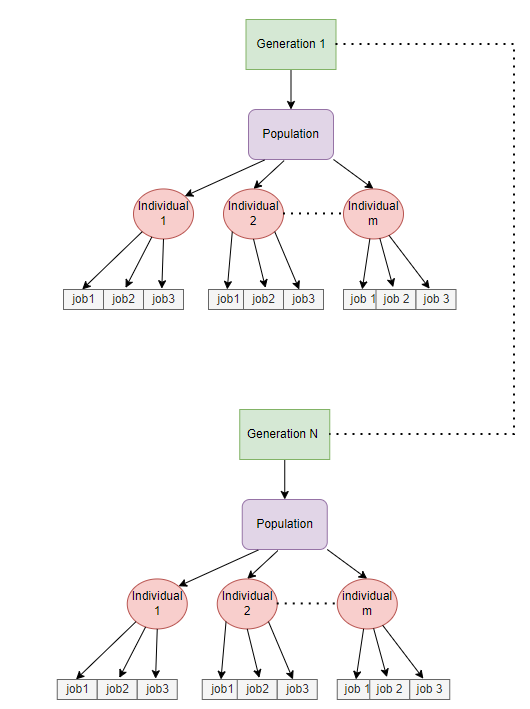 Generation 1
Population
Individual
1
Individual
2
Individual
m
job1 job2 job3
job1 job2 job3
job 1 job 2 job 3
Generation N
Population
Individual
1
Individual
2
individual
m
job1 job2 job3
job1 job2 job3
job 1 job 2 job 3